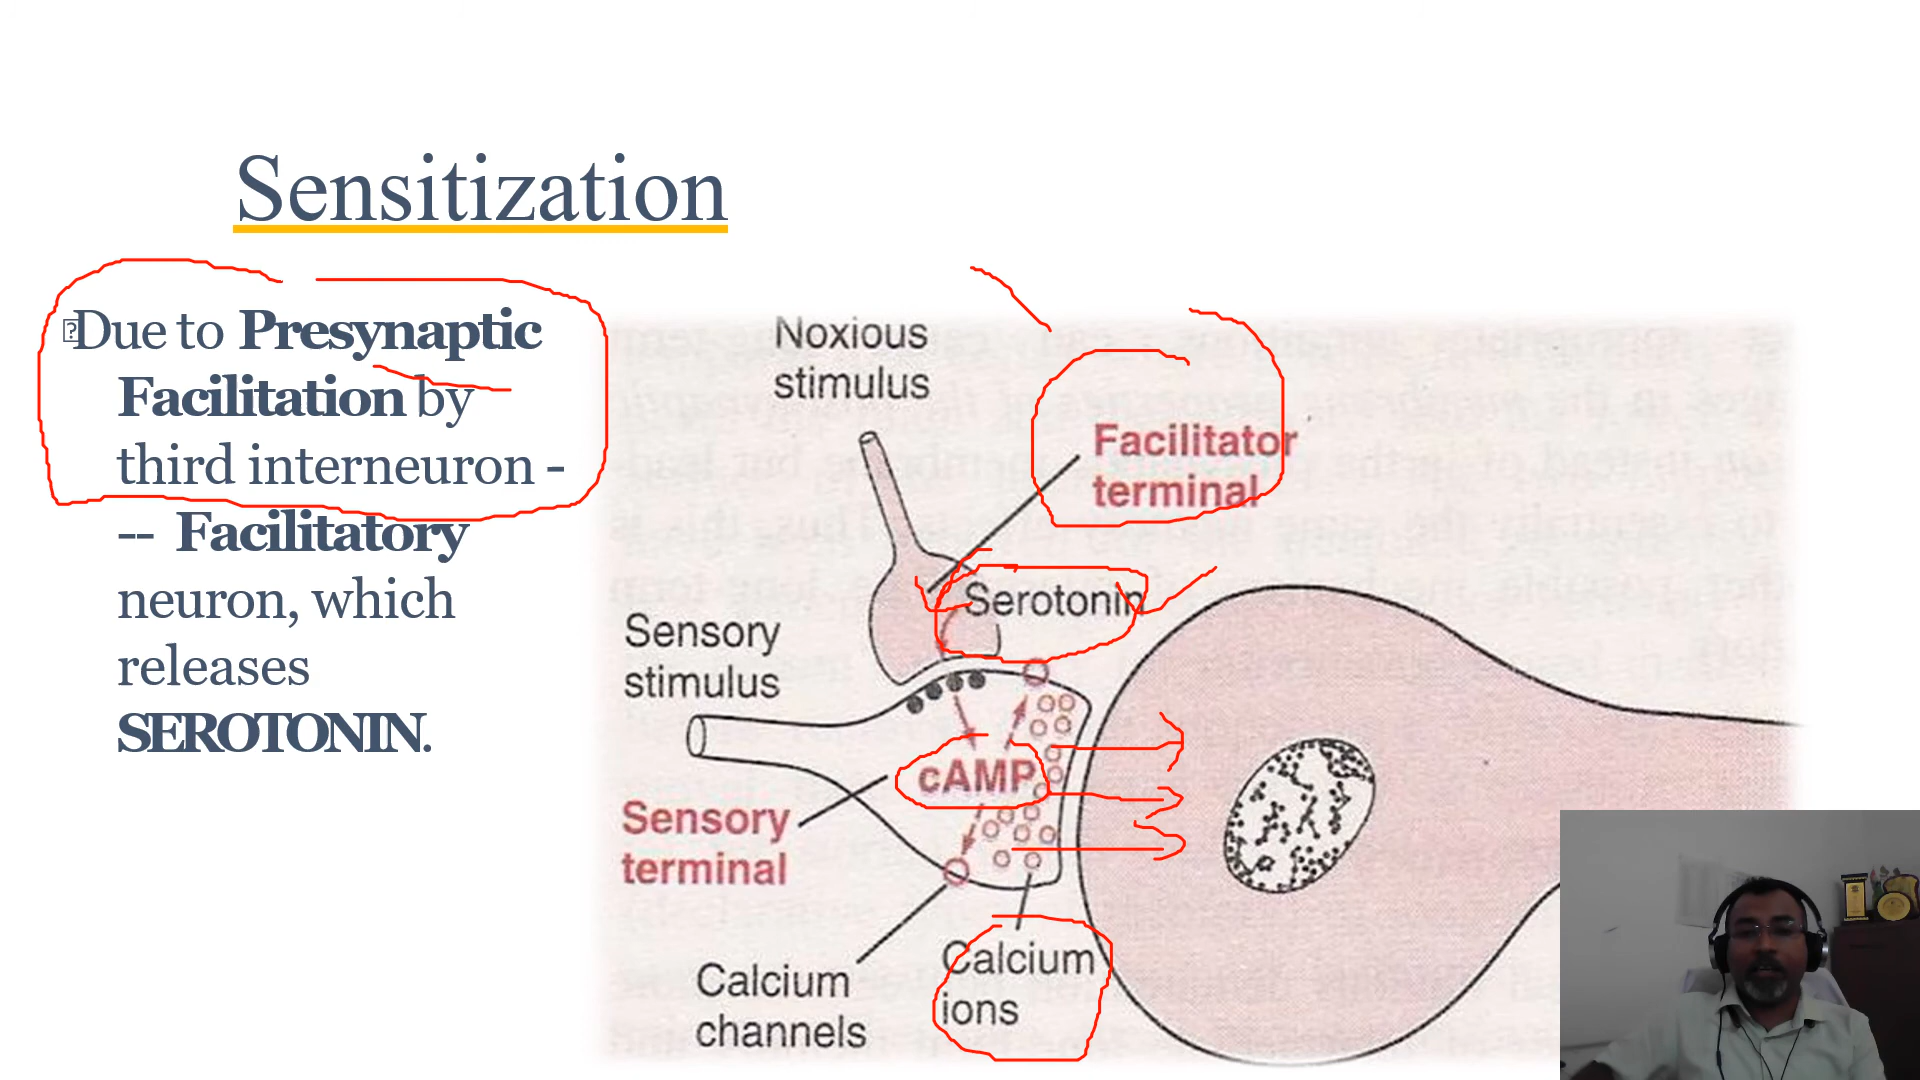 Sensitization
Due to Presynaptic
Facilitation by
third interneuron -
-- Facilitatory
neuron, which
releases
SEROTONIN.
Noxious
stimulus
Facilitator
terminal
Serotonin
Sensory
stimulus
cAMP
Sensory
terminal
Calcium
channels
Calcium
ions